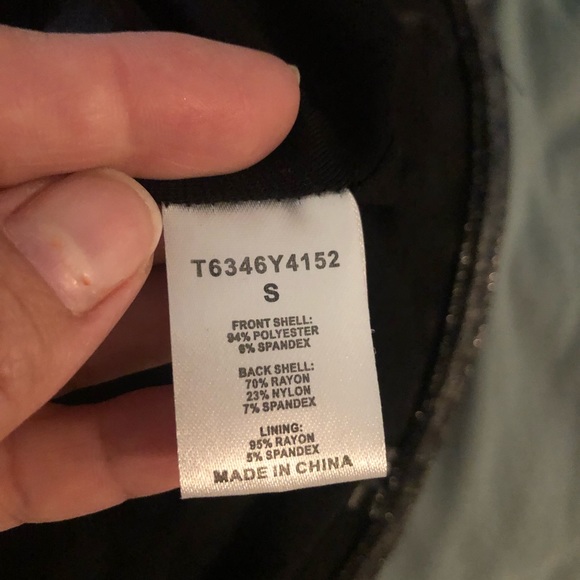 T6346Y4152
S
FRONT SHELL:
94% POLYESTER
6% SPANDEX
BACK SHELL:
70% RAYON
23% NYLON
7% SPANDEX
LINING:
95% RAYON
5% SPANDEX
MADE IN CHINA